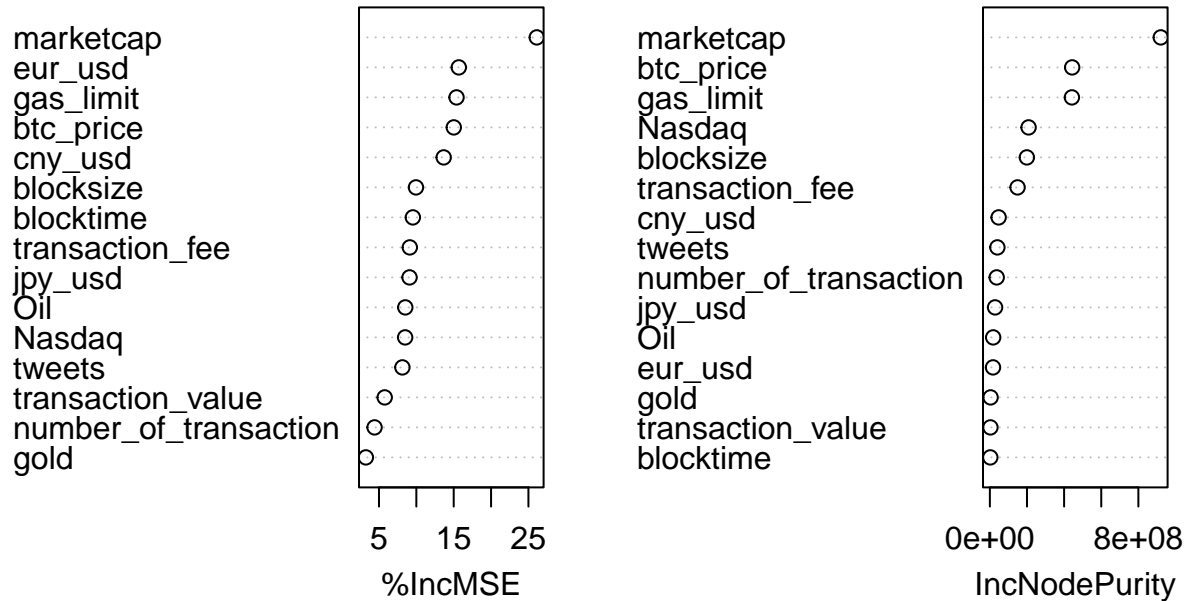 marketcap
eur_usd
gas_limit
btc_price
cny_usd
blocksize
blocktime
transaction_fee
jpy_usd
Oil
Nasdaq
tweets
transaction_value
number_of_transaction
gold
5 15 25
%IncMSE
marketcap
btc_price
gas_limit
Nasdaq
blocksize
transaction_fee
cny_usd
tweets
number_of_transaction
jpy_usd
Oil
eur_usd
gold
transaction_value
blocktime
0e+00 8e+08
IncNodePurity